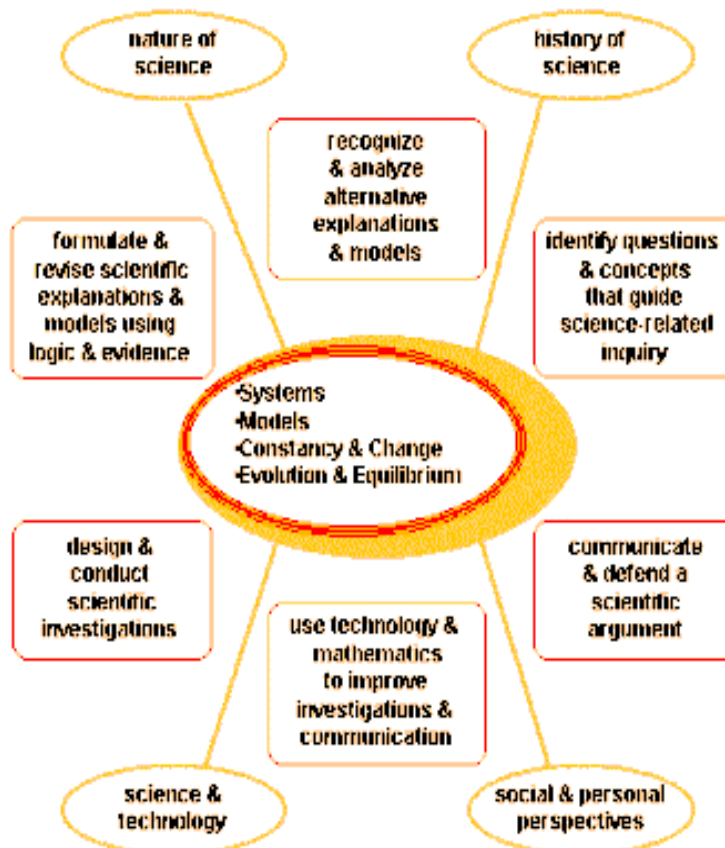 nature of
science
history of
science
recognize
& analyze
alternative
explanations
& models
formulate &
revise scientific
explanations &
models using
logic & evidence
identify questions
& concepts
that guide
science-related
inquiry
•Systems
•Models
•Constancy & Change
•Evolution & Equilibrium
design &
conduct
scientific
investigations
use technology &
mathematics
to improve
investigations &
communication
communicate
& defend a
scientific
argument
science &
technology
social & personal
perspectives